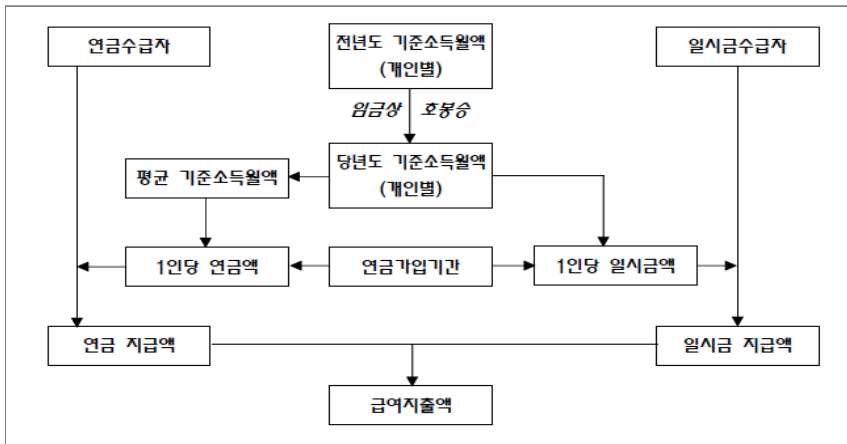 연금수급자
전년도 기준소득월액
(개인별)
일시금수급자
임금상 호봉승
평균 기준소득월액
당년도 기준소득월액
(개인별)
1인당 연금액
연금가입기간
1인당 일시금액
연금 지급액
일시금 지급액
급여지출액